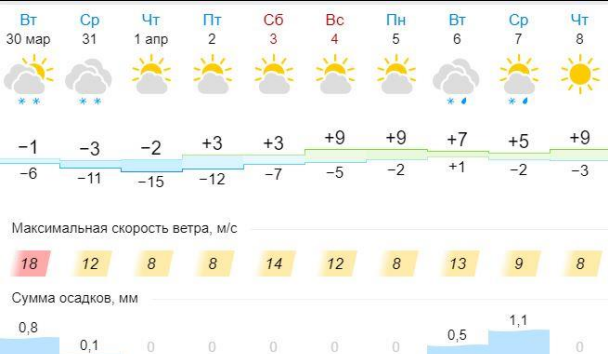 Вт Ср Чт Пт Сб Вс Пн Вт Ср Чт
30 мар 31 1 апр 2 3 4 5 6 7 8
−1 −3 −2 +3 +3 +9 +9 +7 +5 +9
−6 −11 −15 −12 −7 −5 −2 +1 −2 −3
Максимальная скорость ветра, м/с
18 12 8 8 14 12 8 13 9 8
Сумма осадков, мм
0,8 0,1 0 0 0 0 0 0,5 1,1 0